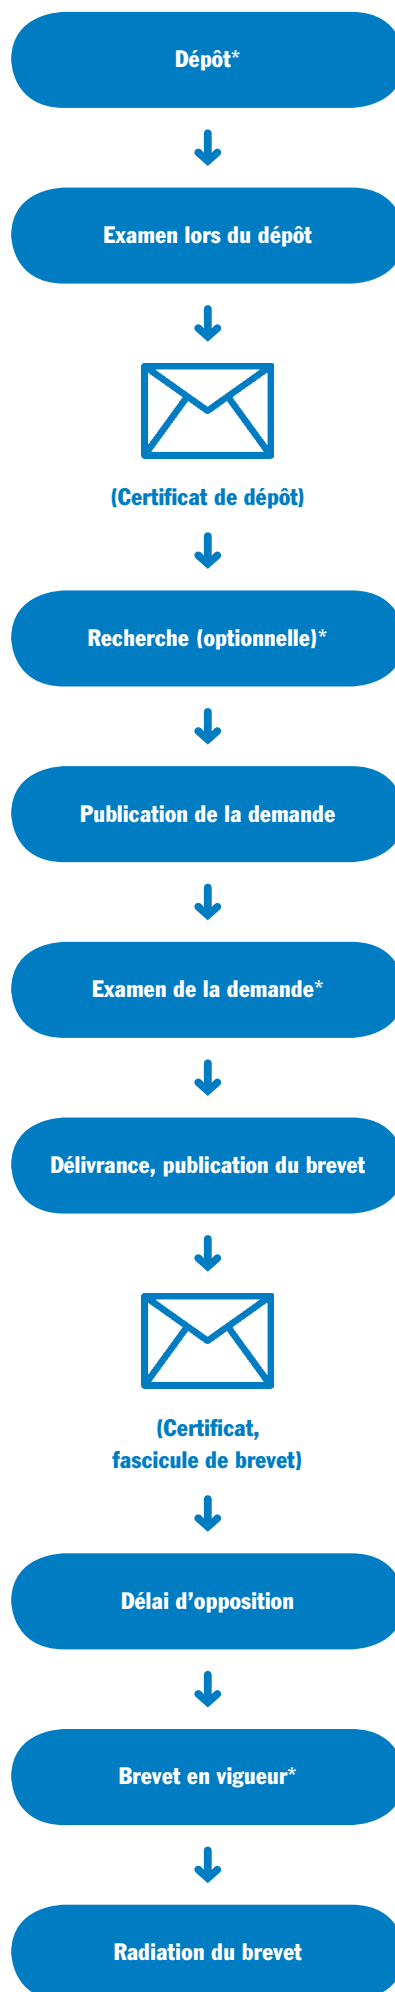 Dépôt*
Examen lors du dépôt
(Certificat de dépôt)
Recherche (optionnelle)*
Publication de la demande
Examen de la demande*
Délivrance, publication du brevet
(Certificat,
fascicule de brevet)
Délai d’opposition
Brevet en vigueur*
Radiation du brevet